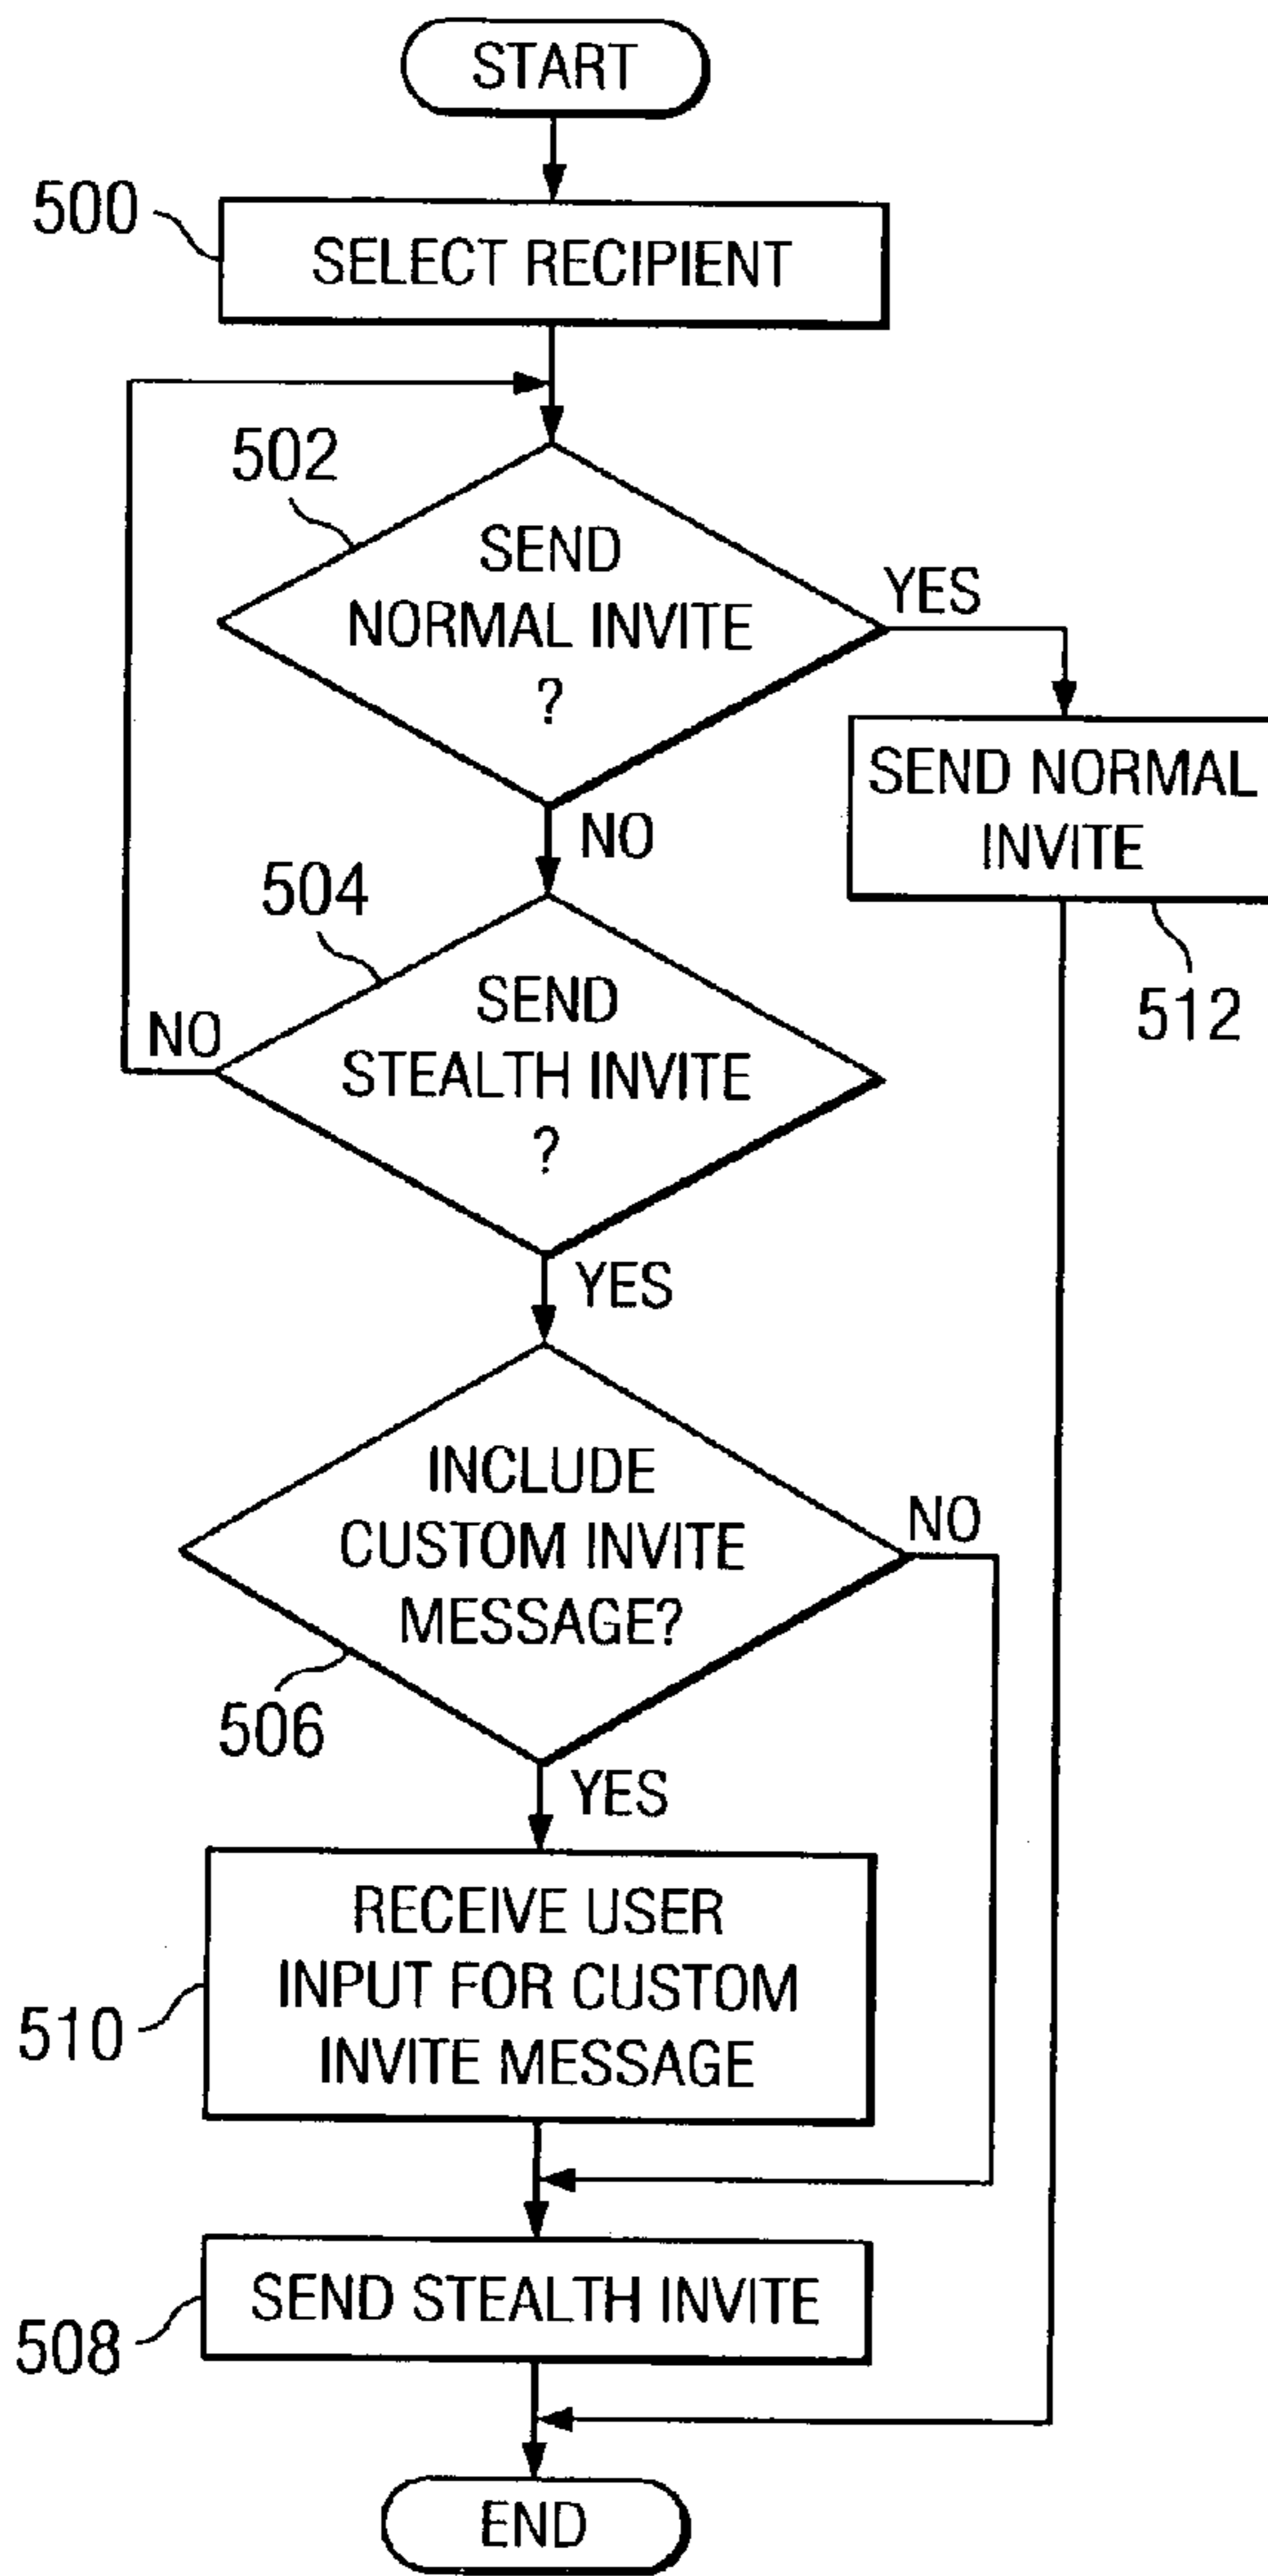 START
500
SELECT RECIPIENT
502
SEND
NORMAL INVITE
?
YES
SEND NORMAL
INVITE
512
NO
504
SEND
STEALTH INVITE
?
NO
YES
INCLUDE
CUSTOM INVITE
MESSAGE?
NO
506
YES
RECEIVE USER
INPUT FOR CUSTOM
INVITE MESSAGE
510
SEND STEALTH INVITE
508
END